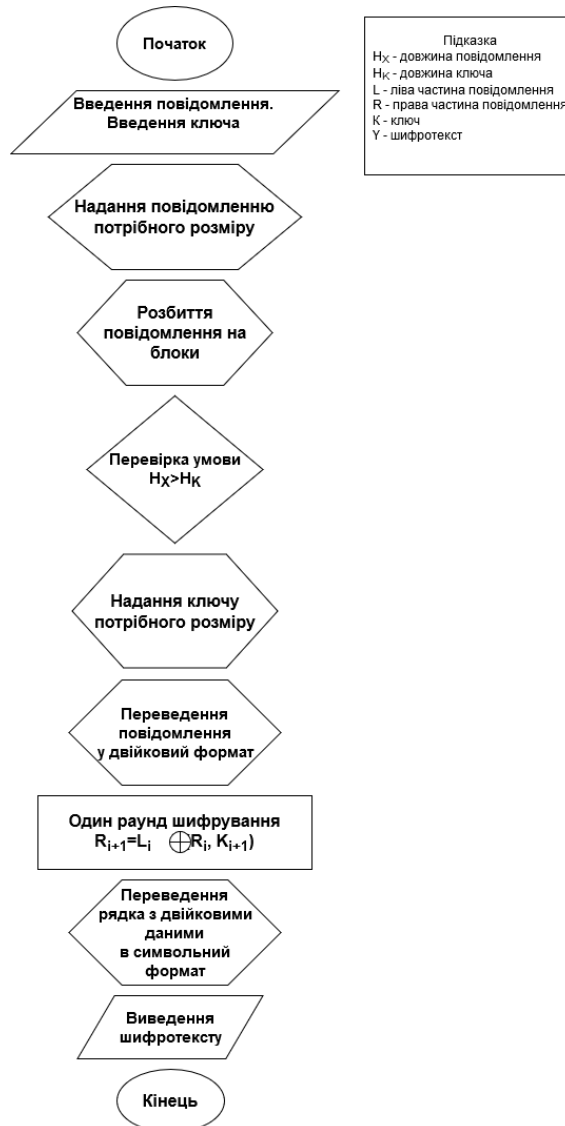 Початок
Підказка
HX - довжина повідомлення
HK - довжина ключа
L - ліва частина повідомлення
R - права частина повідомлення
К - ключ
Y - шифротекст
Введення повідомлення.
Введення ключа
Надання повідомленню
потрібного розміру
Розбиття
повідомлення на
блоки
Перевірка умови
HX>HK
Надання ключу
потрібного розміру
Переведення
повідомлення
у двійковий формат
Один раунд шифрування
Ri+1=Li ⊕Ri, Ki+1)
Переведення
рядка з двійковими
даними
в символьний
формат
Виведення
шифротексту
Кінець